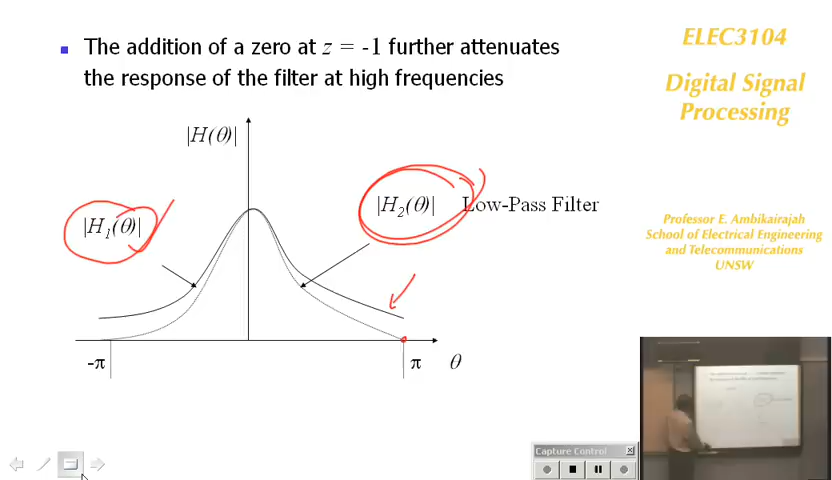 The addition of a zero at z = -1 further attenuates
the response of the filter at high frequencies
ELEC3104
Digital Signal
Processing
|H(θ)|
|H₁(θ)|
|H₂(θ)| Low-Pass Filter
-π
π
θ
Professor E. Ambikairajah
School of Electrical Engineering
and Telecommunications
UNSW
Capture Control